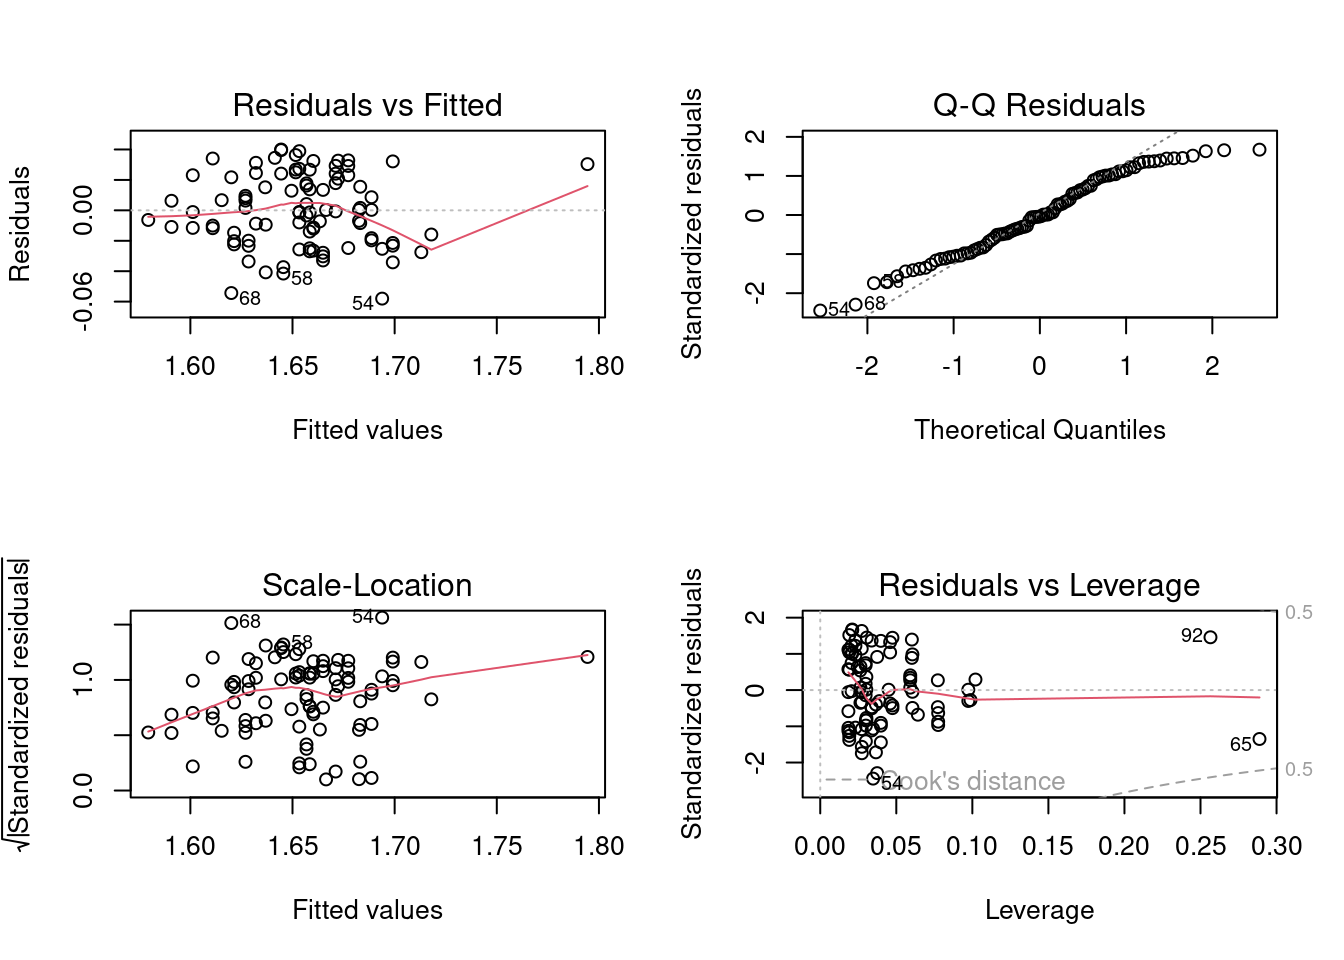 Residuals vs Fitted
Residuals
0.00
-0.06
58
68
54
1.60 1.65 1.70 1.75 1.80
Fitted values
Q-Q Residuals
Standardized residuals
2
1
0
-2
54
68
58
-2 -1 0 1 2
Theoretical Quantiles
Scale-Location
√|Standardized residuals|
1.0
0.0
68
54
58
1.60 1.65 1.70 1.75 1.80
Fitted values
Residuals vs Leverage
Standardized residuals
2
0
-2
0.5
0.5
92
65
54
Cook's distance
0.00 0.05 0.10 0.15 0.20 0.25 0.30
Leverage